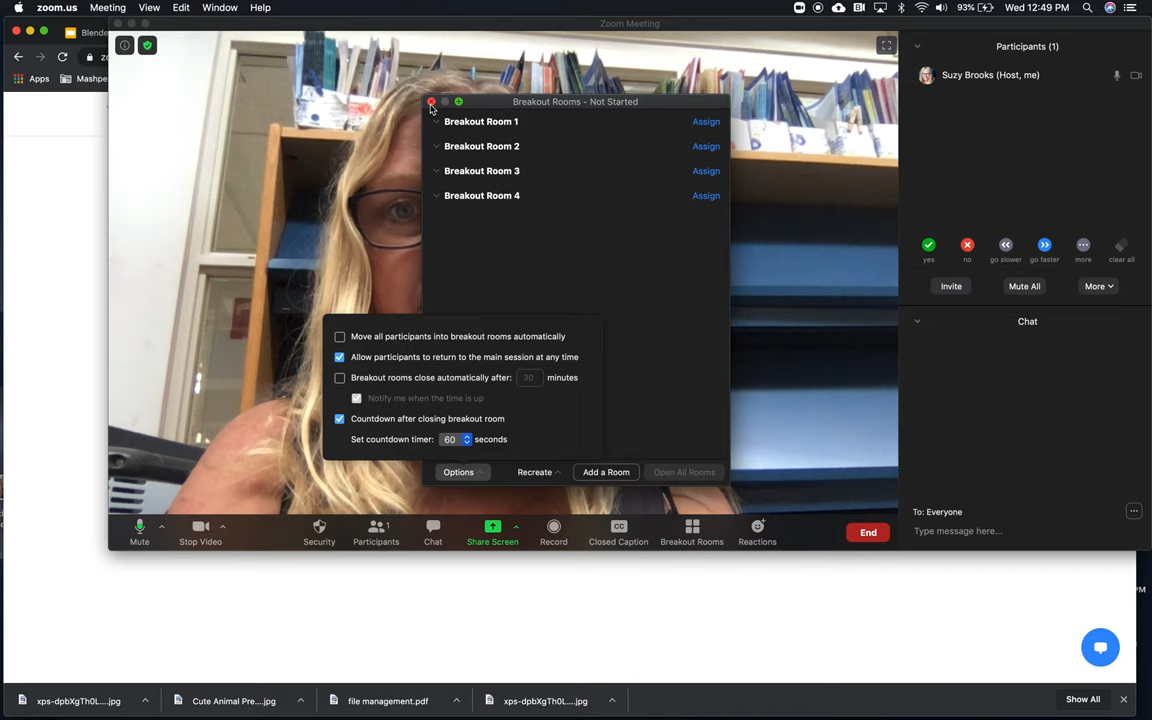 zoom.us Meeting View Edit Window Help 93% Wed 12:49 PM
Zoom Meeting
Blende
Apps Mashpe
Participants (1)
Suzy Brooks (Host, me)
Breakout Rooms - Not Started
Breakout Room 1 Assign
Breakout Room 2 Assign
Breakout Room 3 Assign
Breakout Room 4 Assign
yes no go slower go faster more clear all
Invite Mute All More
Chat
Move all participants into breakout rooms automatically
Allow participants to return to the main session at any time
Breakout rooms close automatically after: 30 minutes
Notify me when the time is up
Countdown after closing breakout room
Set countdown timer: 60 seconds
Options Recreate Add a Room Open All Rooms
To: Everyone
Type message here...
Mute Stop Video Security Participants 1 Chat Share Screen Record CC Closed Caption Breakout Rooms Reactions End
PM
xps-dpbXgTh0L....jpg Cute Animal Pre....jpg file management.pdf xps-dpbXgTh0L....jpg Show All